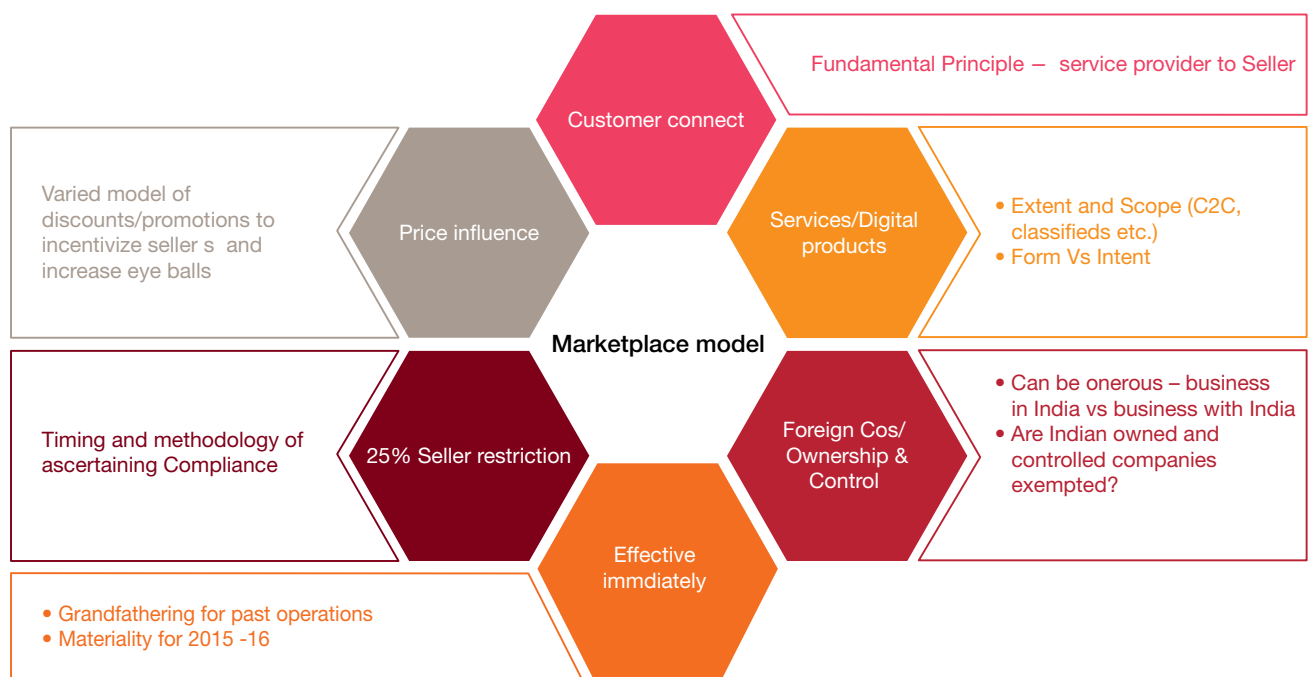 Fundamental Principle – service provider to Seller
Customer connect
Varied model of
discounts/promotions to
incentivize seller s and
increase eye balls
Price influence
Services/Digital
products
• Extent and Scope (C2C,
classifieds etc.)
• Form Vs Intent
Marketplace model
Timing and methodology of
ascertaining Compliance
25% Seller restriction
Foreign Cos/
Ownership &
Control
• Can be onerous – business
in India vs business with India
• Are Indian owned and
controlled companies
exempted?
Effective
immdiately
• Grandfathering for past operations
• Materiality for 2015 -16